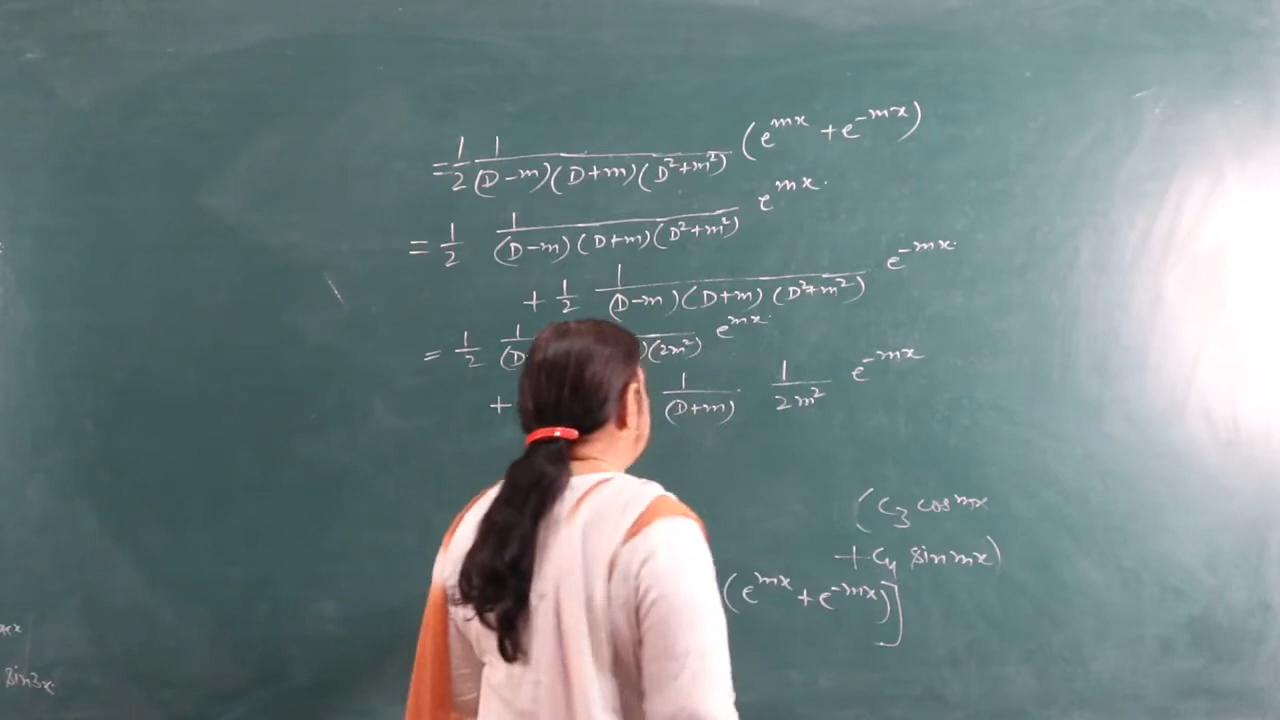 = 1/2 1/((D-m)(D+m)(D²+m²)) (e^mx + e^-mx)
= 1/2 1/((D-m)(D+m)(D²+m²)) e^mx.
+ 1/2 1/((D-m)(D+m)(D²+m²)) e^-mx.
= 1/2 1/(D )(2m²) e^mx.
+ 1/(D+m) . 1/2m² e^-mx
(C₃ cos mx
+ C₄ sin mx)
(e^mx + e^-mx)]
sin3x.